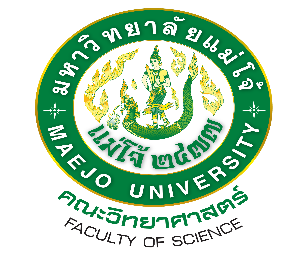 มหาวิทยาลัยแม่โจ้
แม่โจ้ ๒๔๗๗
MAEJO UNIVERSITY
คณะวิทยาศาสตร์
FACULTY OF SCIENCE